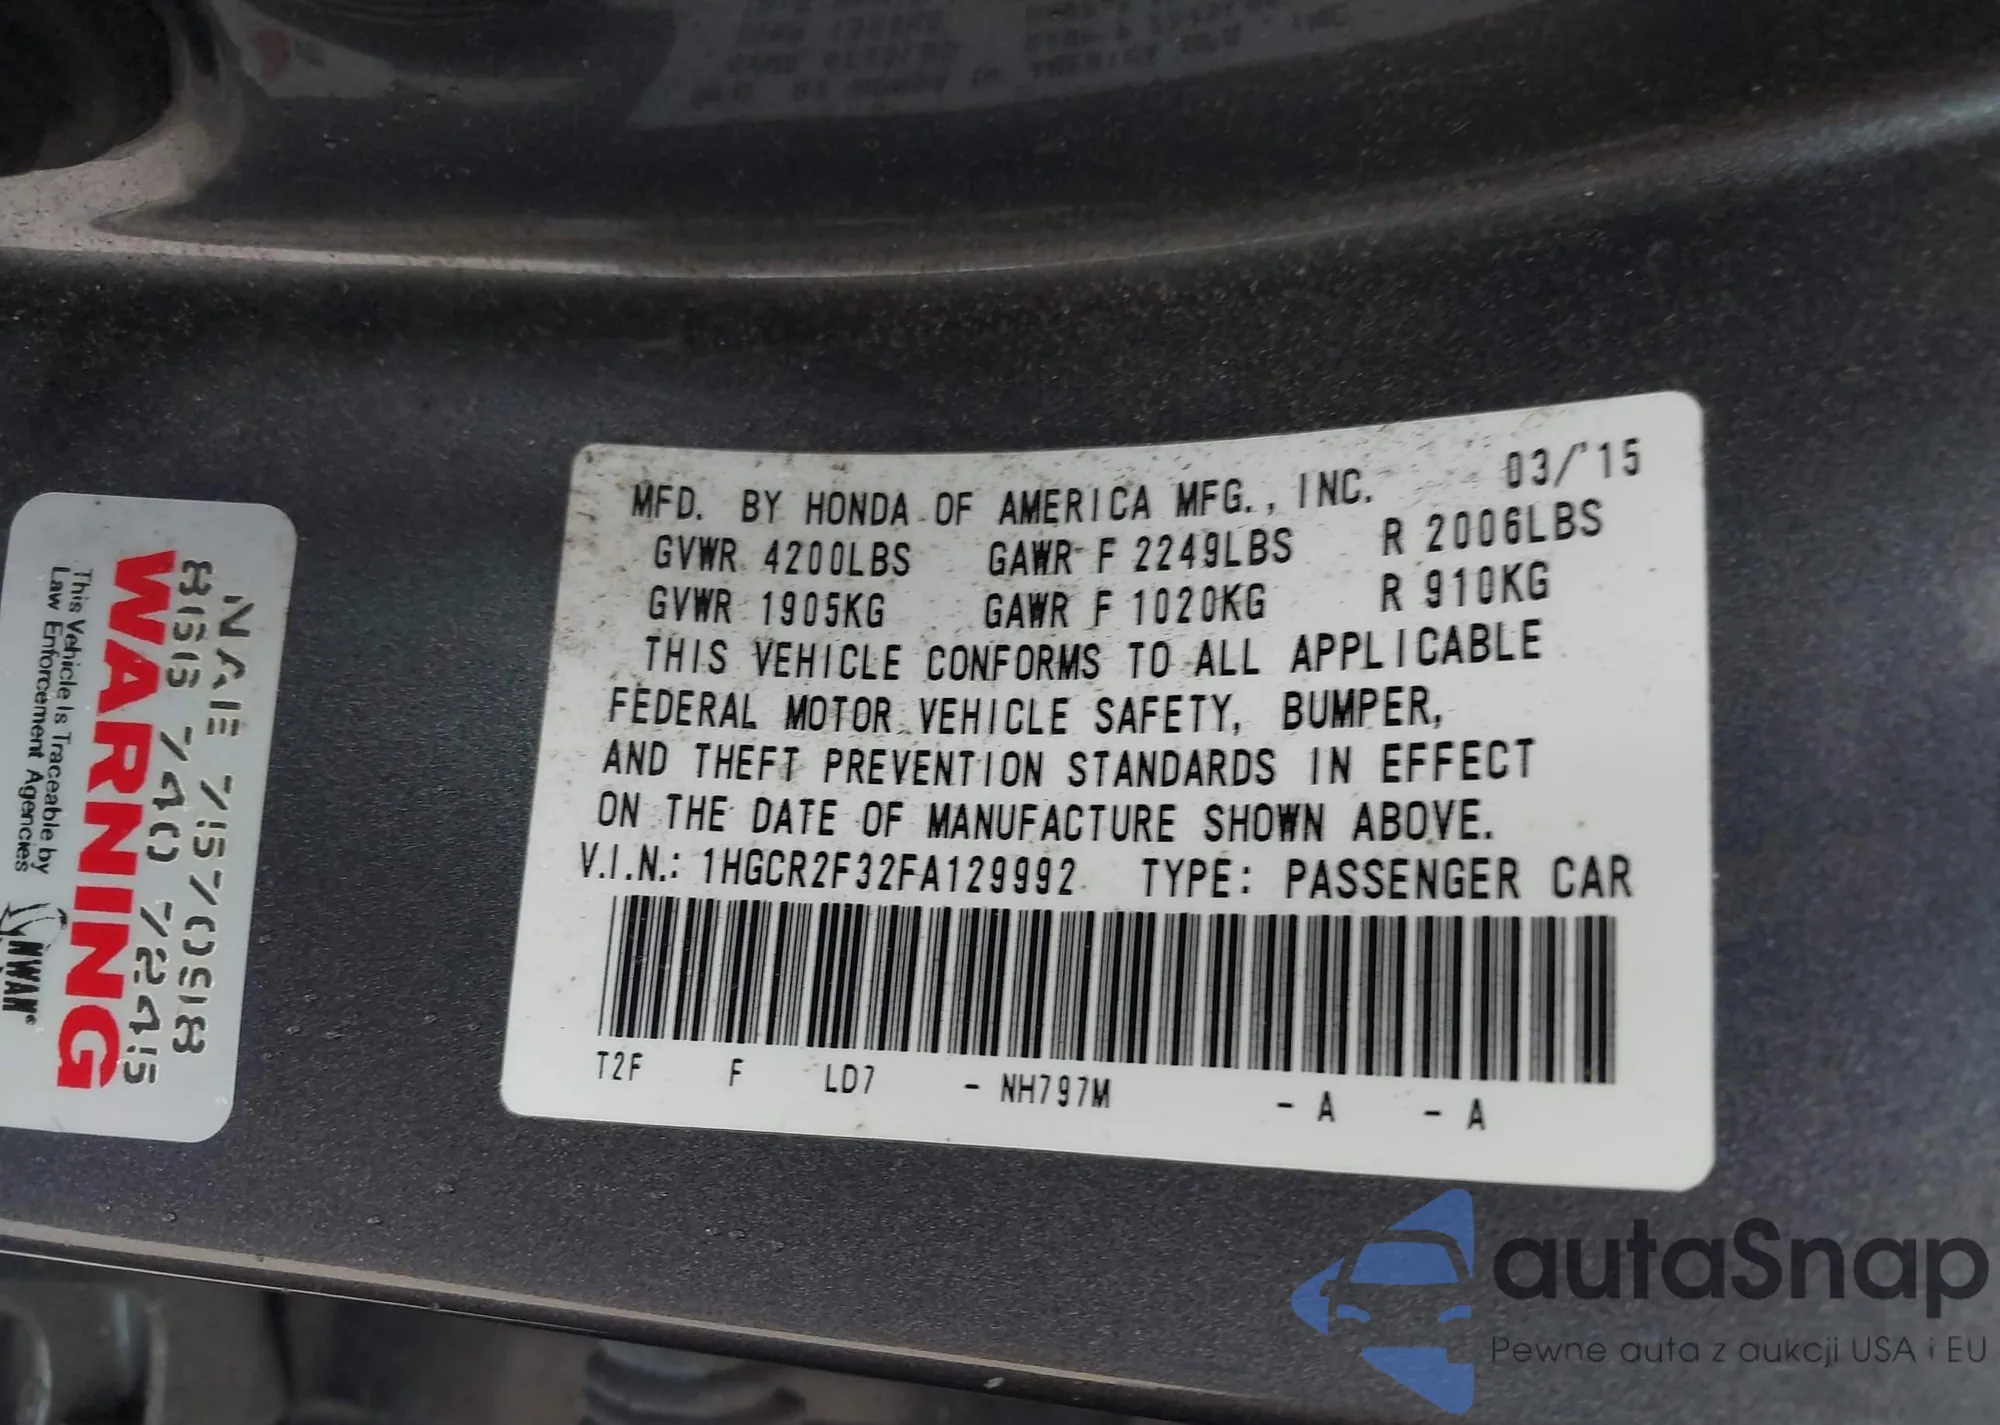 MFD. BY HONDA OF AMERICA MFG., INC. 03/'15
GVWR 4200LBS GAWR F 2249LBS R 2006LBS
GVWR 1905KG GAWR F 1020KG R 910KG
THIS VEHICLE CONFORMS TO ALL APPLICABLE
FEDERAL MOTOR VEHICLE SAFETY, BUMPER,
AND THEFT PREVENTION STANDARDS IN EFFECT
ON THE DATE OF MANUFACTURE SHOWN ABOVE.
V.I.N.: 1HGCR2F32FA129992 TYPE: PASSENGER CAR
T2F F LD7 - NH797M - A - A
WARNING
This Vehicle Is Traceable by
Law Enforcement Agencies
NWAN®
autaSnap
Pewne auta z aukcji USA i EU